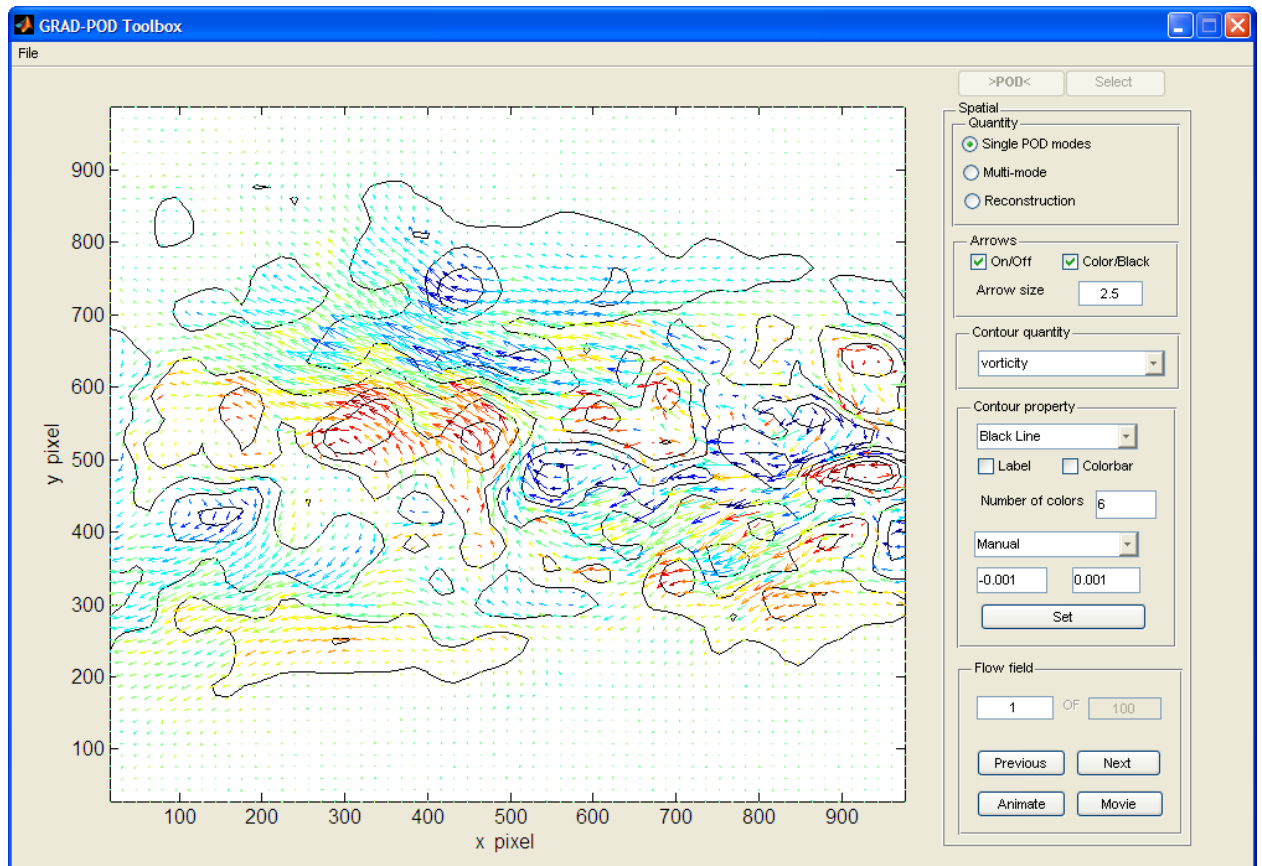 GRAD-POD Toolbox
File
>POD< Select
Spatial
Quantity
Single POD modes
Multi-mode
Reconstruction
Arrows
On/Off Color/Black
Arrow size 2.5
Contour quantity
vorticity
Contour property
Black Line
Label Colorbar
Number of colors 6
Manual
-0.001 0.001
Set
Flow field
1 OF 100
Previous Next
Animate Movie
y pixel
900
800
700
600
500
400
300
200
100
100 200 300 400 500 600 700 800 900
x pixel